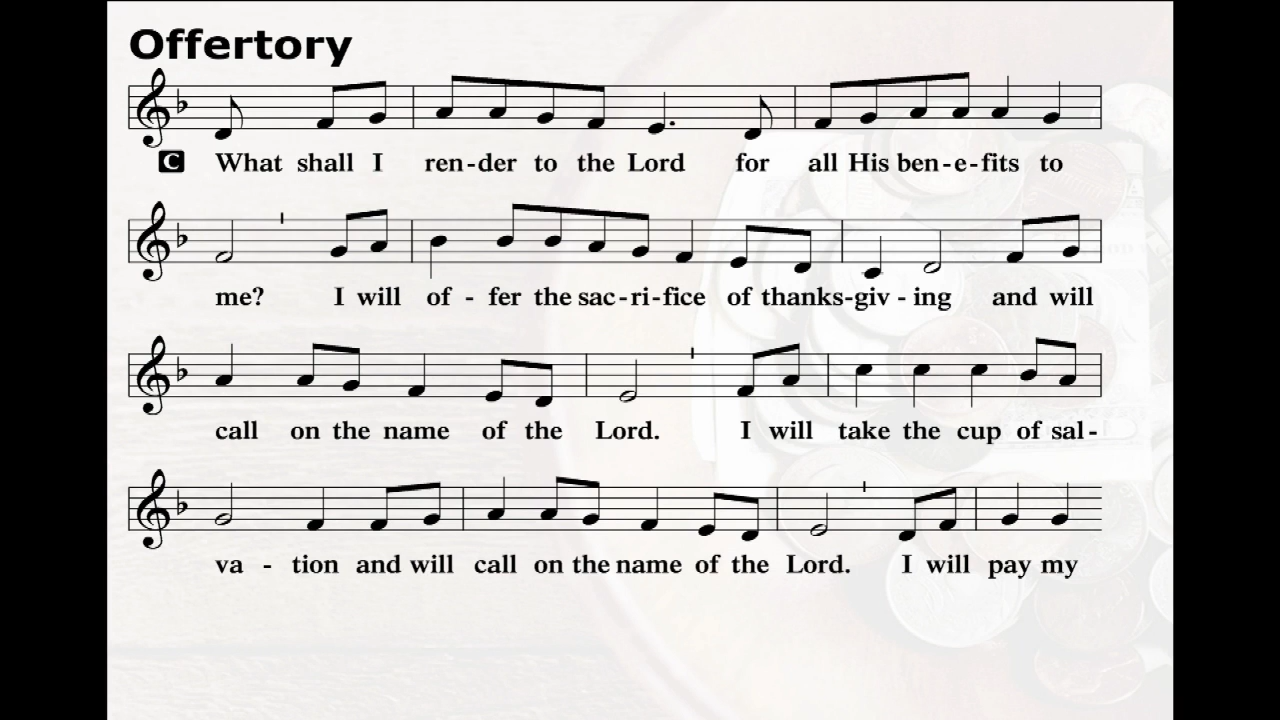 Offertory
C What shall I ren-der to the Lord for all His ben-e-fits to
me? I will of - fer the sac-ri-fice of thanks-giv - ing and will
call on the name of the Lord. I will take the cup of sal-
va - tion and will call on the name of the Lord. I will pay my